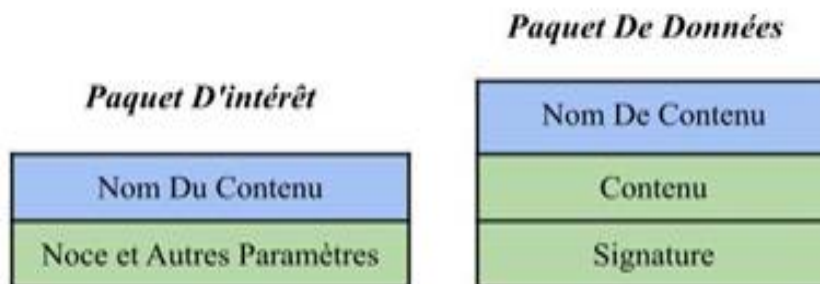 Paquet D'intérêt
Nom Du Contenu
Noce et Autres Paramètres
Paquet De Données
Nom De Contenu
Contenu
Signature